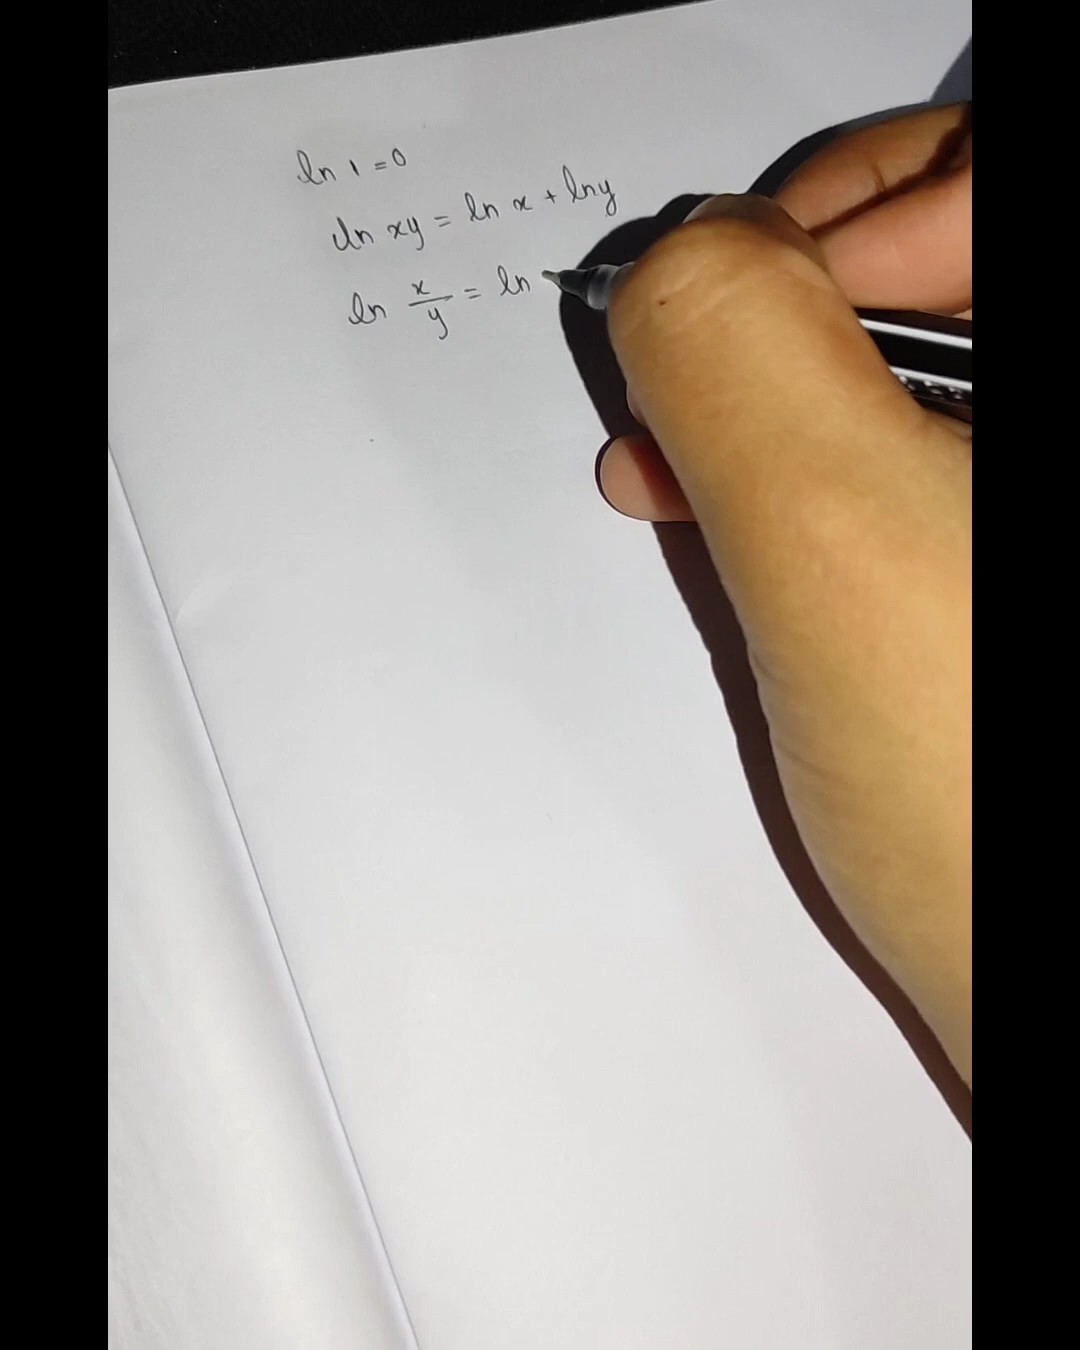 ln 1 = 0
ln xy = ln x + ln y
ln x/y = ln